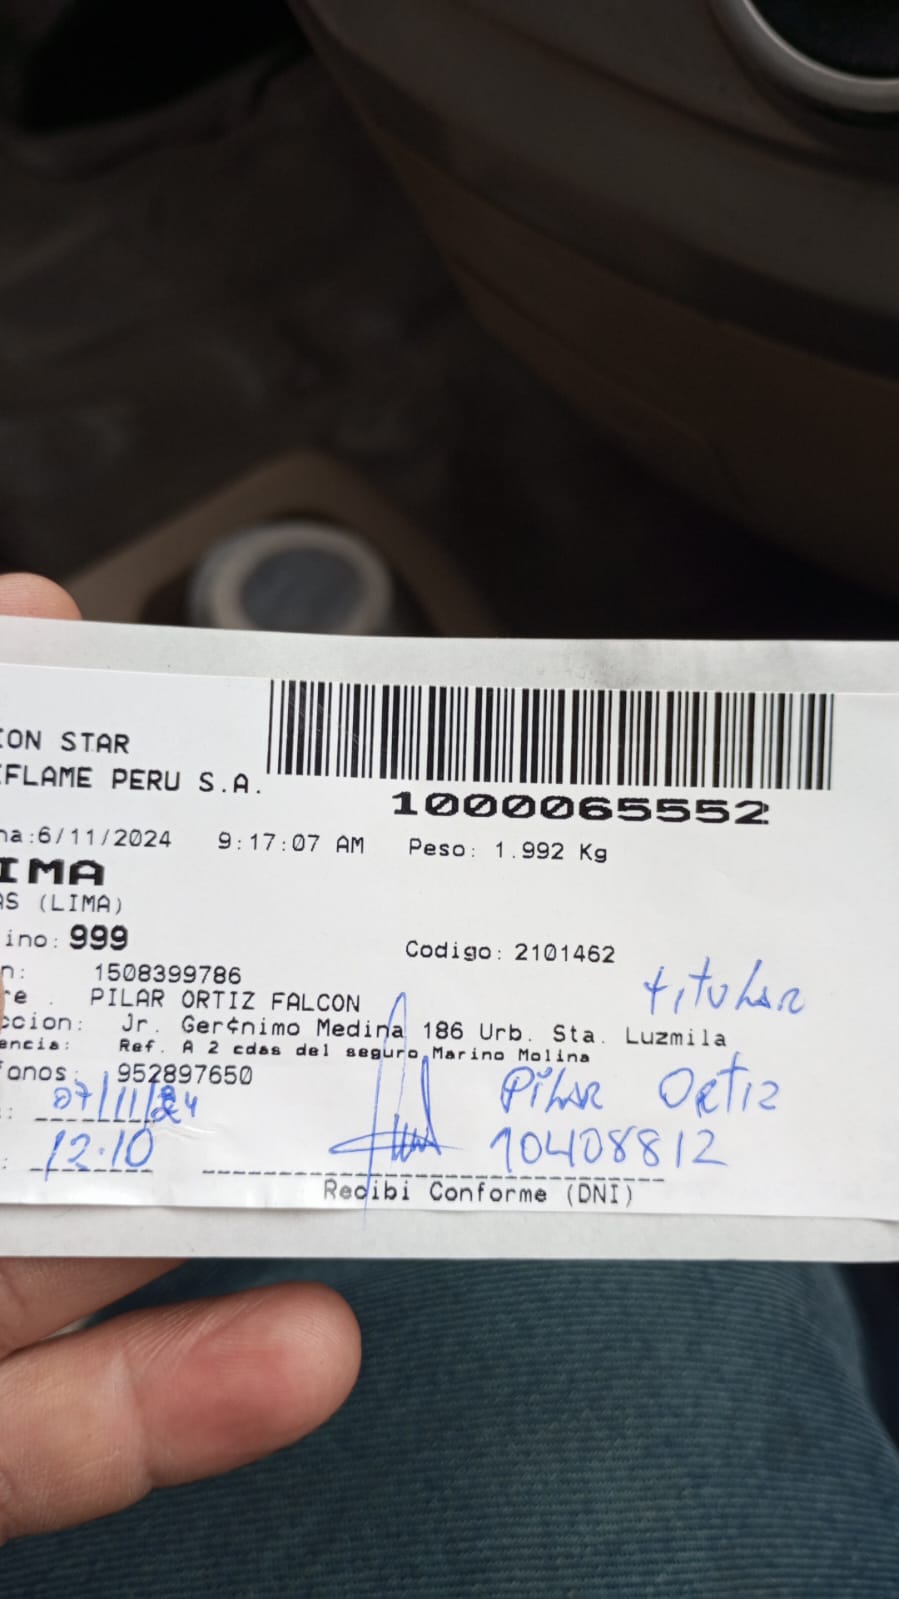 ION STAR
FLAME PERU S.A.
1000065552
na:6/11/2024 9:17:07 AM Peso: 1.992 Kg
IMA
AS (LIMA)
ino: 999 Codigo: 2101462
n: 1508399786 titular
re . PILAR ORTIZ FALCON
ccion: Jr. Ger¢nimo Medina 186 Urb. Sta. Luzmila
encia: Ref. A 2 cdas del seguro Marino Molina
fonos: 952897650 Pilar Ortiz
: 07/11/24
: 12:10 10408812
Recibi Conforme (DNI)